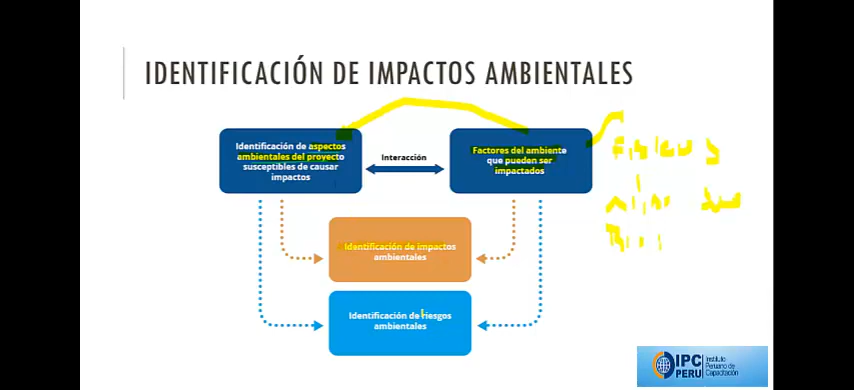 IDENTIFICACIÓN DE IMPACTOS AMBIENTALES
Identificación de aspectos
ambientales del proyecto
susceptibles de causar
impactos
Interacción
Factores del ambiente
que pueden ser
impactados
Identificación de impactos
ambientales
Identificación de riesgos
ambientales
IPC
PERU
Instituto
Peruano de
Capacitación